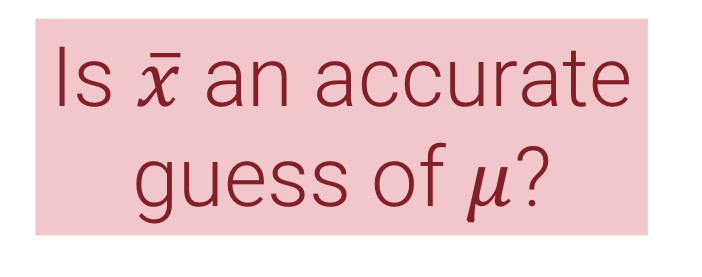 Is x̄ an accurate
guess of μ?